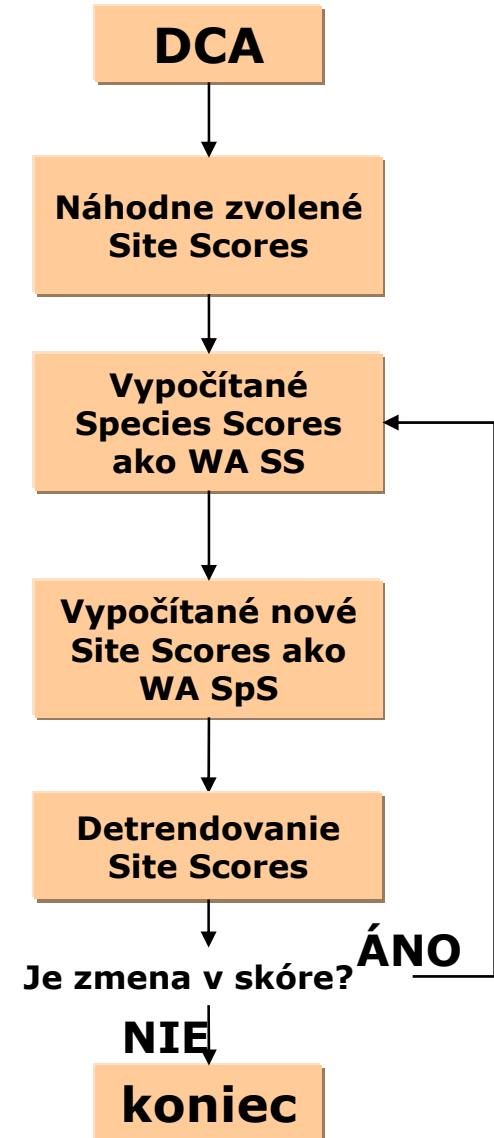 DCA
Náhodne zvolené
Site Scores
Vypočítané
Species Scores
ako WA SS
Vypočítané nové
Site Scores ako
WA SpS
Detrendovanie
Site Scores
Je zmena v skóre?
ÁNO
NIE
koniec